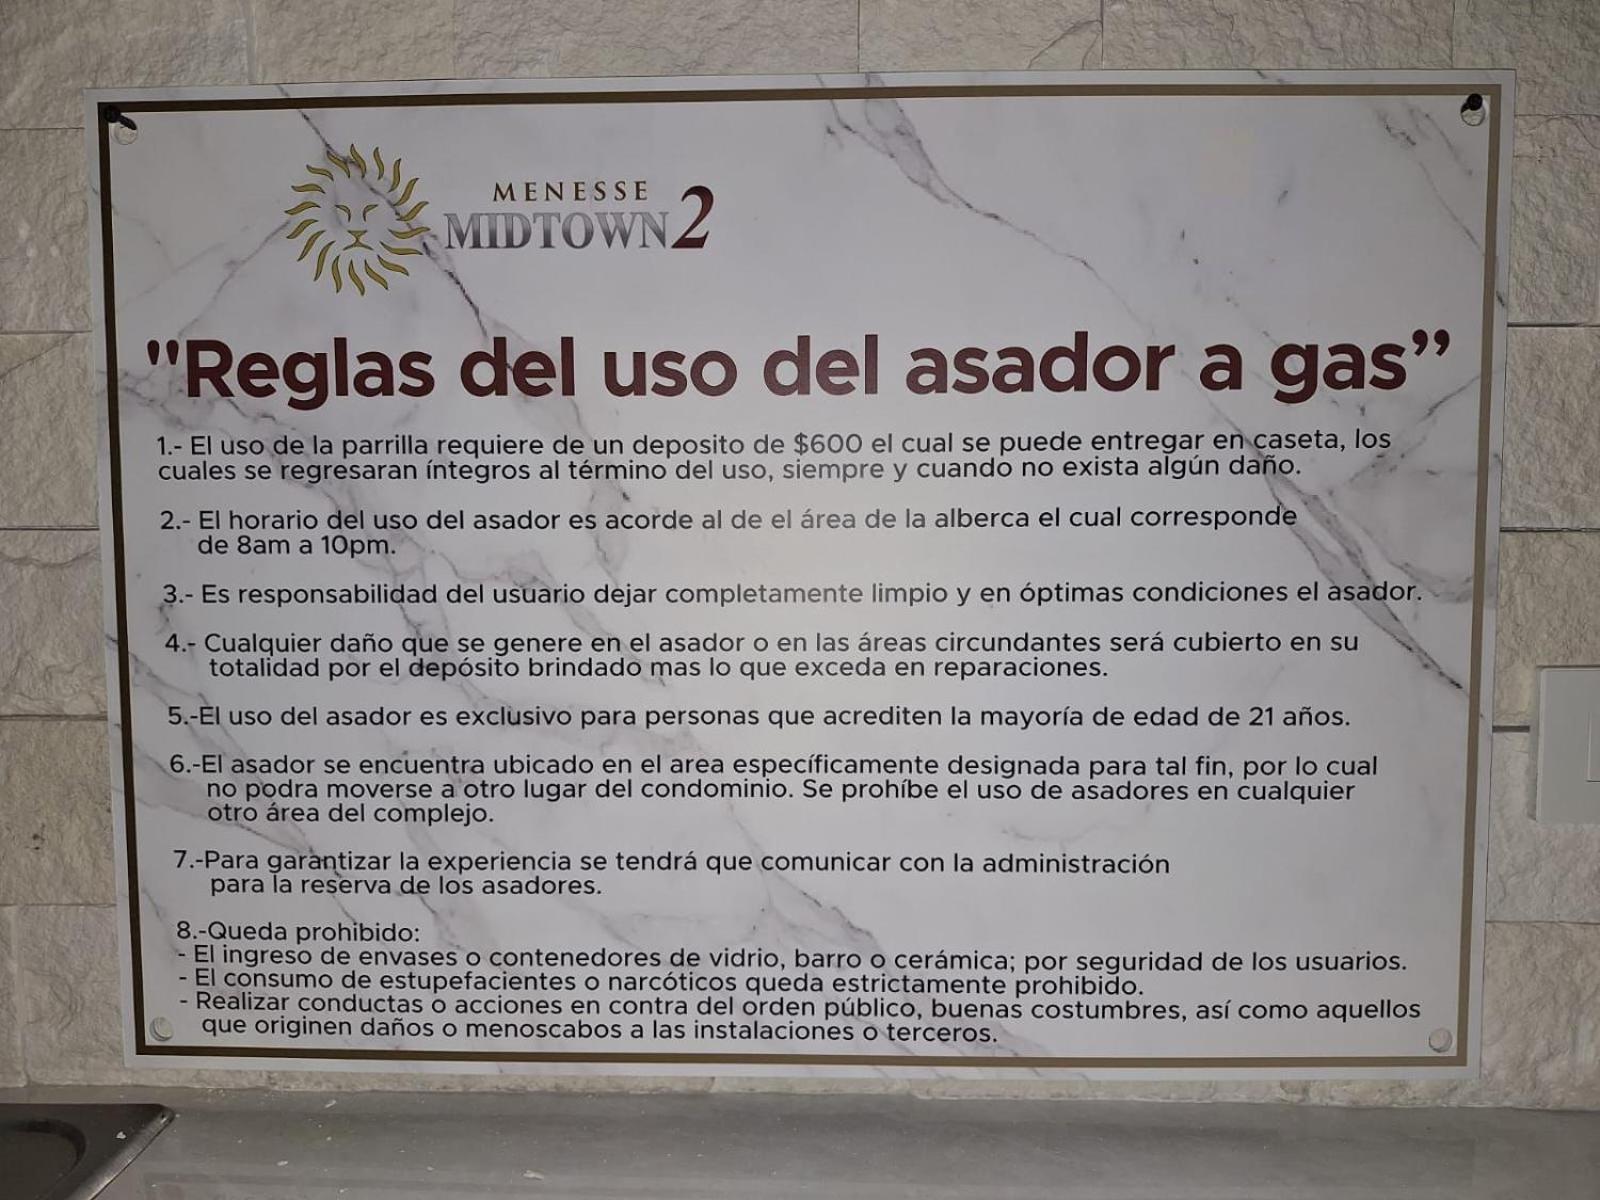 MENESSE
MIDTOWN 2
"Reglas del uso del asador a gas”
1.- El uso de la parrilla requiere de un deposito de $600 el cual se puede entregar en caseta, los
cuales se regresaran íntegros al término del uso, siempre y cuando no exista algún daño.
2.- El horario del uso del asador es acorde al de el área de la alberca el cual corresponde
de 8am a 10pm.
3.- Es responsabilidad del usuario dejar completamente limpio y en óptimas condiciones el asador.
4.- Cualquier daño que se genere en el asador o en las áreas circundantes será cubierto en su
totalidad por el depósito brindado mas lo que exceda en reparaciones.
5.-El uso del asador es exclusivo para personas que acrediten la mayoría de edad de 21 años.
6.-El asador se encuentra ubicado en el area específicamente designada para tal fin, por lo cual
no podra moverse a otro lugar del condominio. Se prohíbe el uso de asadores en cualquier
otro área del complejo.
7.-Para garantizar la experiencia se tendrá que comunicar con la administración
para la reserva de los asadores.
8.-Queda prohibido:
- El ingreso de envases o contenedores de vidrio, barro o cerámica; por seguridad de los usuarios.
- El consumo de estupefacientes o narcóticos queda estrictamente prohibido.
- Realizar conductas o acciones en contra del orden público, buenas costumbres, así como aquellos
que originen daños o menoscabos a las instalaciones o terceros.